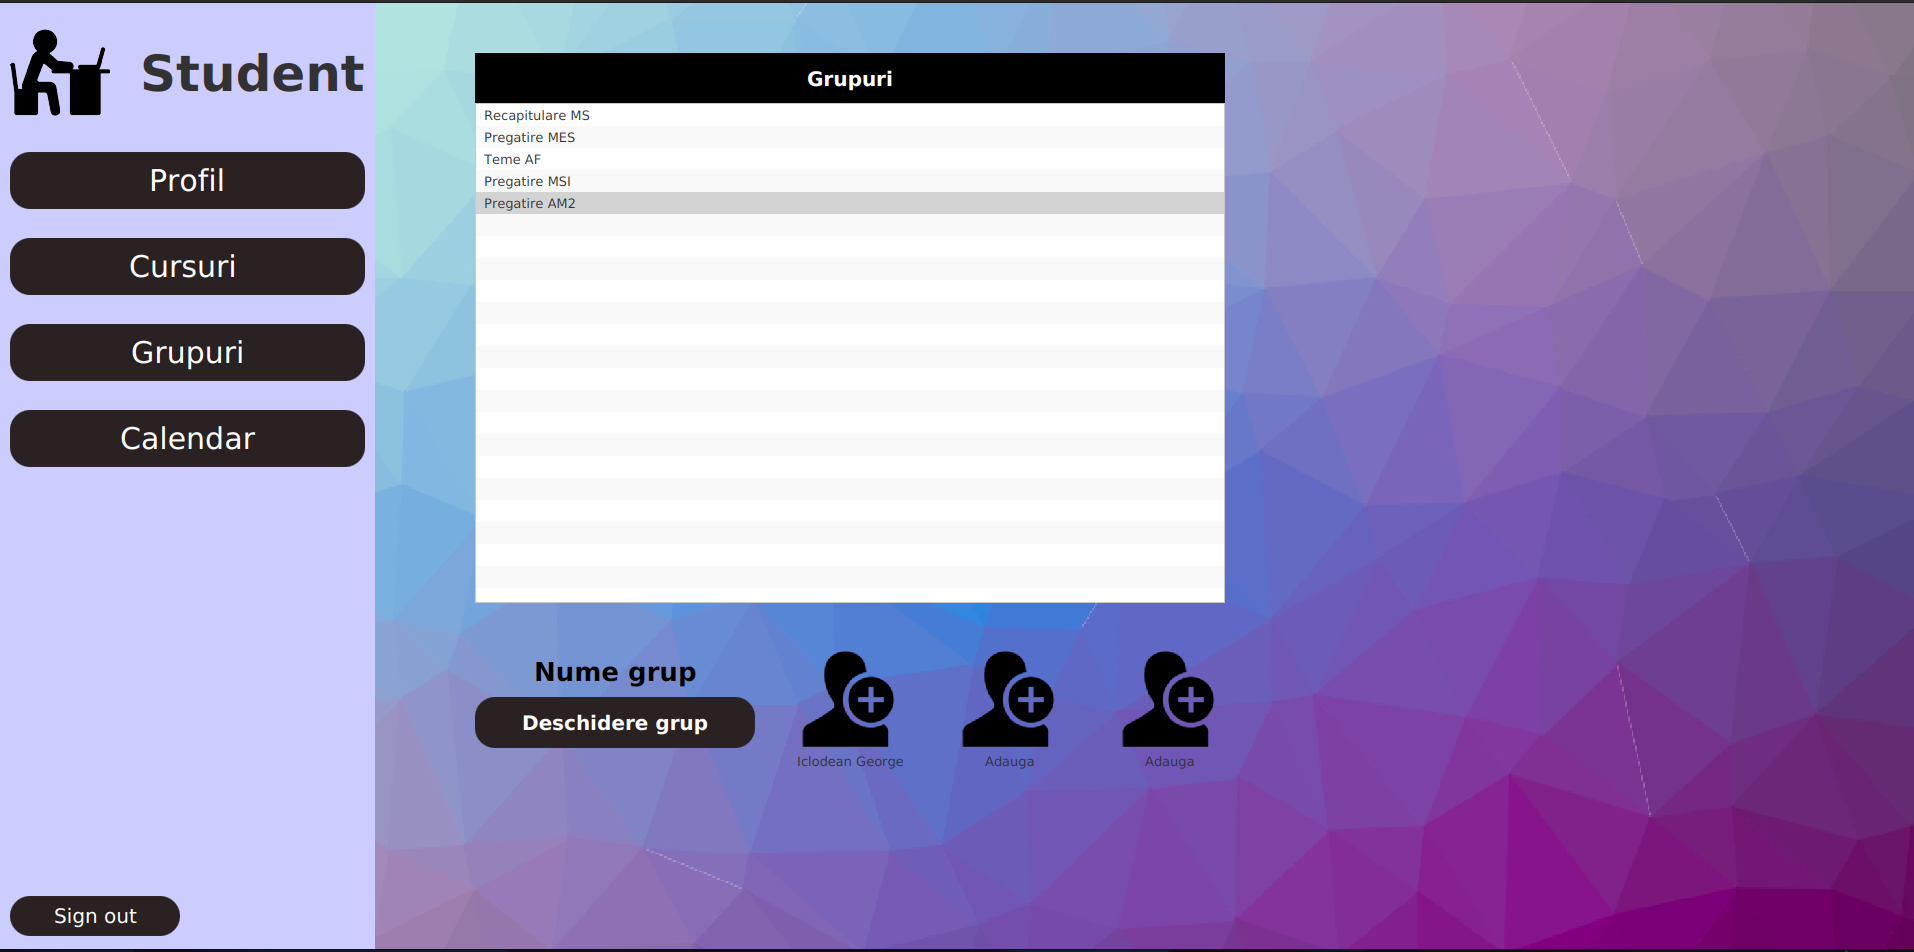 Student
Profil
Cursuri
Grupuri
Calendar
Sign out
Grupuri
Recapitulare MS
Pregatire MES
Teme AF
Pregatire MSI
Pregatire AM2
Nume grup
Deschidere grup
Iclodean George
Adauga
Adauga